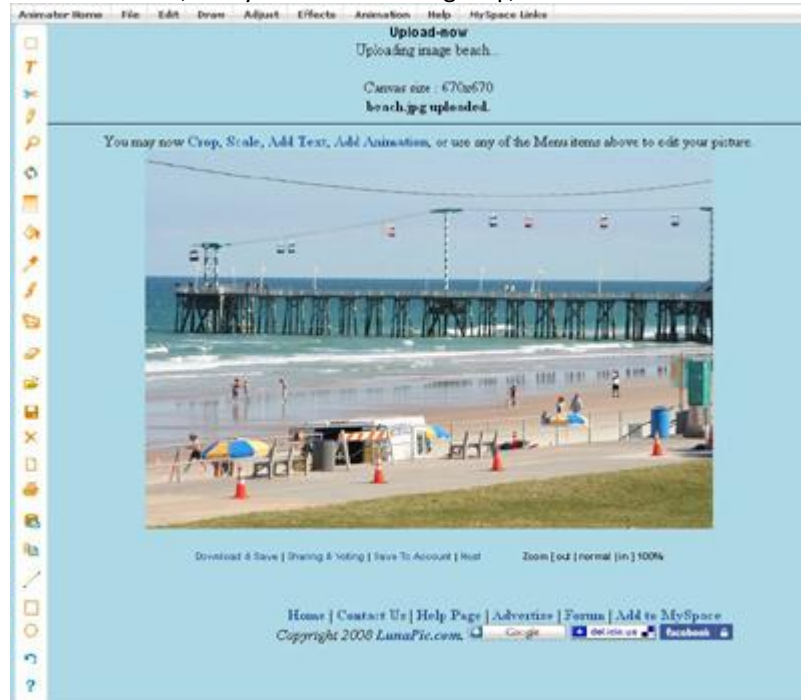 Animator Home File Edit Draw Adjust Effects Animation Help MySpace Links
Upload-now
Uploading image beach...
Canvas size : 670x670
beach.jpg uploaded.
You may now Crop, Scale, Add Text, Add Animation, or use any of the Menu items above to edit your picture.
Download & Save | Sharing & Voting | Save To Account | Host Zoom [ out | normal | in ] 100%
Home | Contact Us | Help Page | Advertise | Forum | Add to MySpace
Copyright 2008 LunaPic.com. Google del.icio.us facebook